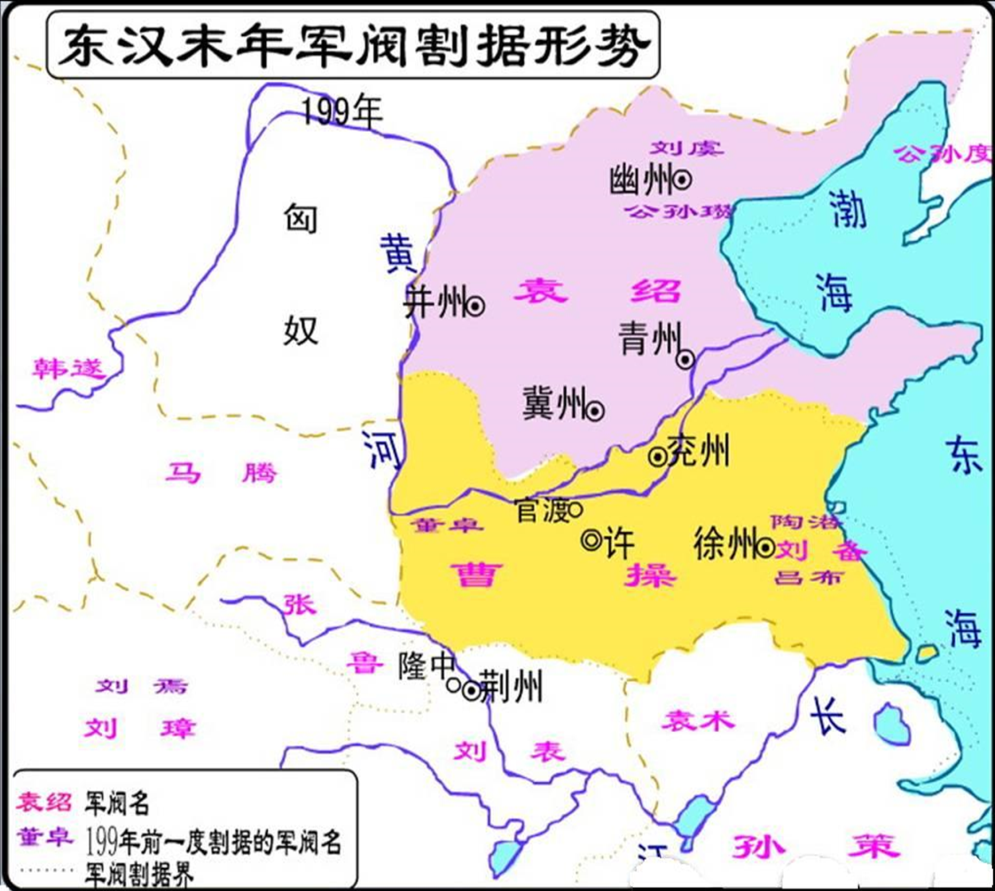 东汉末年军阀割据形势
199年
匈
奴
黄
河
渤
海
东
海
长
江
刘虞
幽州
公孙瓒
公孙度
袁 绍
并州
青州
冀州
韩遂
马 腾
兖州
官渡
董卓
许
徐州
陶谦
刘 备
吕布
曹 操
张
鲁
隆中
荆州
刘 焉
刘 璋
刘 表
袁术
孙 策
袁绍 军阀名
董卓 199年前一度割据的军阀名
军阀割据界